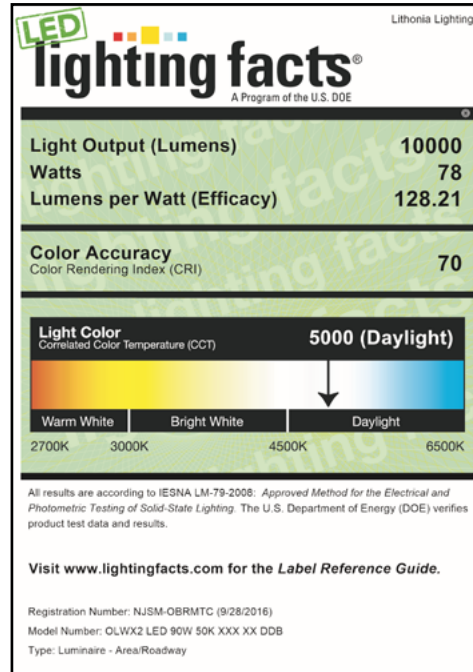 Lithonia Lighting
LED
lighting facts®
A Program of the U.S. DOE
Light Output (Lumens) 10000
Watts 78
Lumens per Watt (Efficacy) 128.21
Color Accuracy
Color Rendering Index (CRI) 70
Light Color
Correlated Color Temperature (CCT) 5000 (Daylight)
Warm White Bright White Daylight
2700K 3000K 4500K 6500K
All results are according to IESNA LM-79-2008: Approved Method for the Electrical and
Photometric Testing of Solid-State Lighting. The U.S. Department of Energy (DOE) verifies
product test data and results.
Visit www.lightingfacts.com for the Label Reference Guide.
Registration Number: NJSM-OBRMTC (9/28/2016)
Model Number: OLWX2 LED 90W 50K XXX XX DDB
Type: Luminaire - Area/Roadway